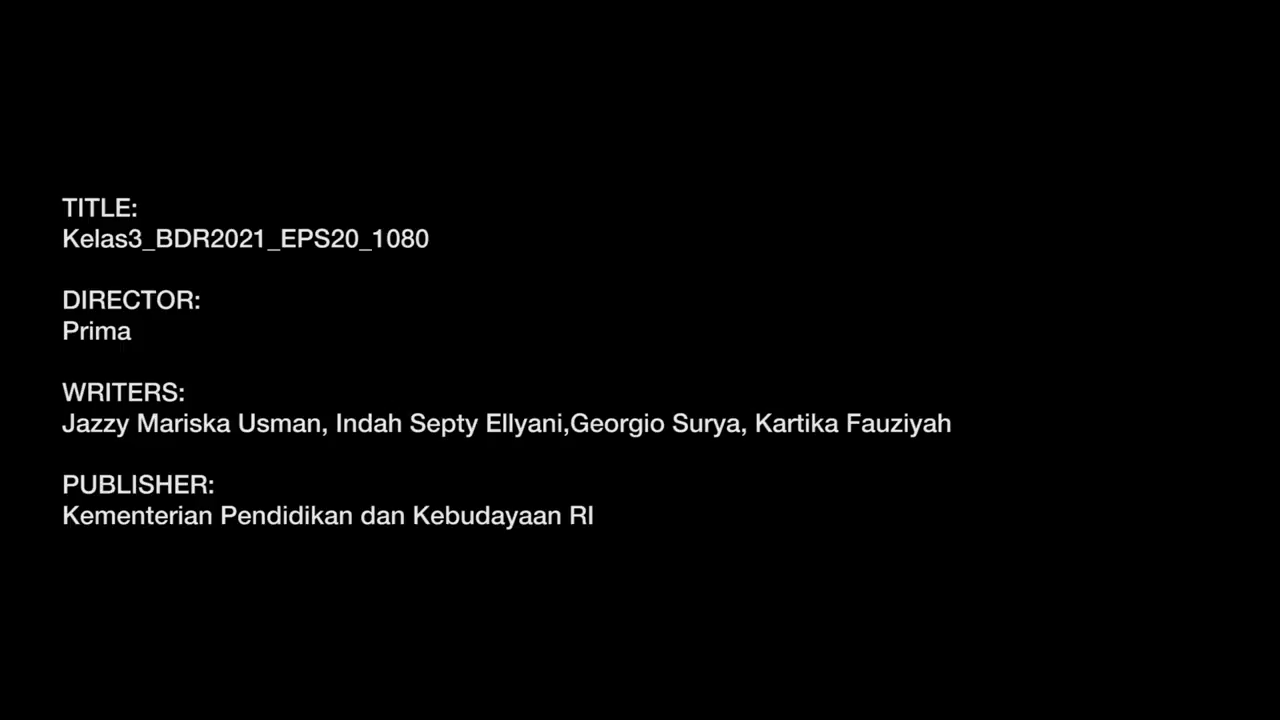 TITLE:
Kelas3_BDR2021_EPS20_1080
DIRECTOR:
Prima
WRITERS:
Jazzy Mariska Usman, Indah Septy Ellyani,Georgio Surya, Kartika Fauziyah
PUBLISHER:
Kementerian Pendidikan dan Kebudayaan RI